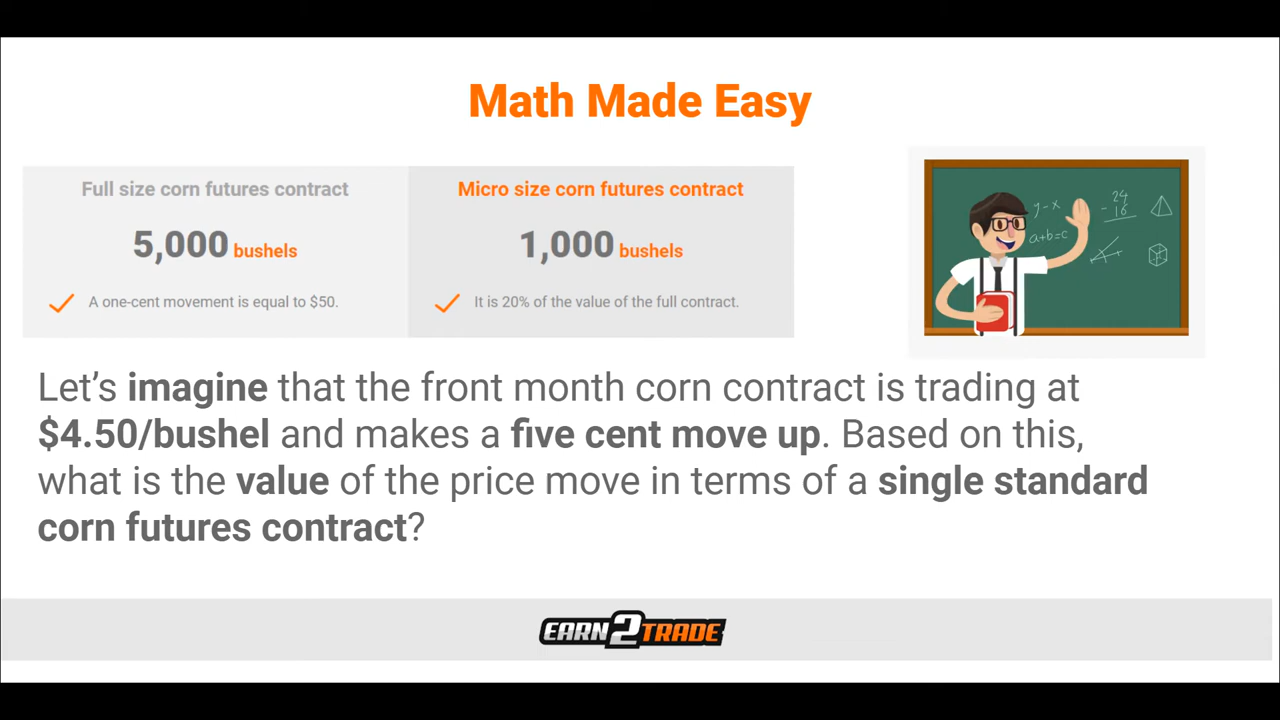 Math Made Easy
Full size corn futures contract
5,000 bushels
A one-cent movement is equal to $50.
Micro size corn futures contract
1,000 bushels
It is 20% of the value of the full contract.
y-x
a+b=c
24
- 16
Let’s imagine that the front month corn contract is trading at
$4.50/bushel and makes a five cent move up. Based on this,
what is the value of the price move in terms of a single standard
corn futures contract?
EARN2TRADE